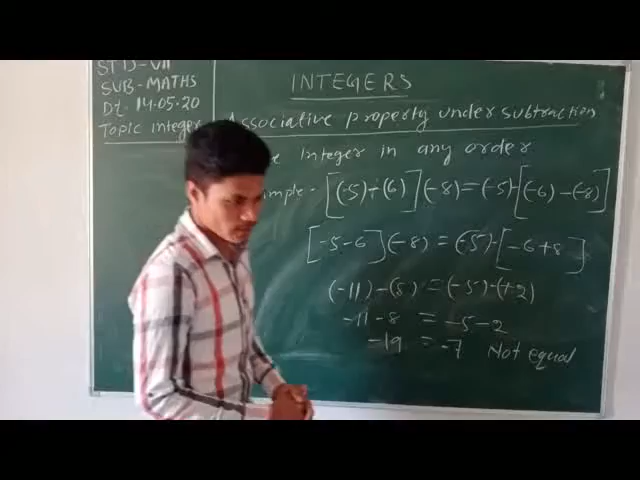 STD-VII
SUB-MATHS
Dt. 14.05.20
Topic integer
INTEGERS
Associative property under subtraction
Integer in any order
[(-5)-(6)](-8)=(-5)-[(-6)-(-8)]
[-5-6](-8)=(-5)-[-6+8]
(-11)-(8)=(-5)-(+2)
-11-8 = -5-2
-19 = -7 Not equal